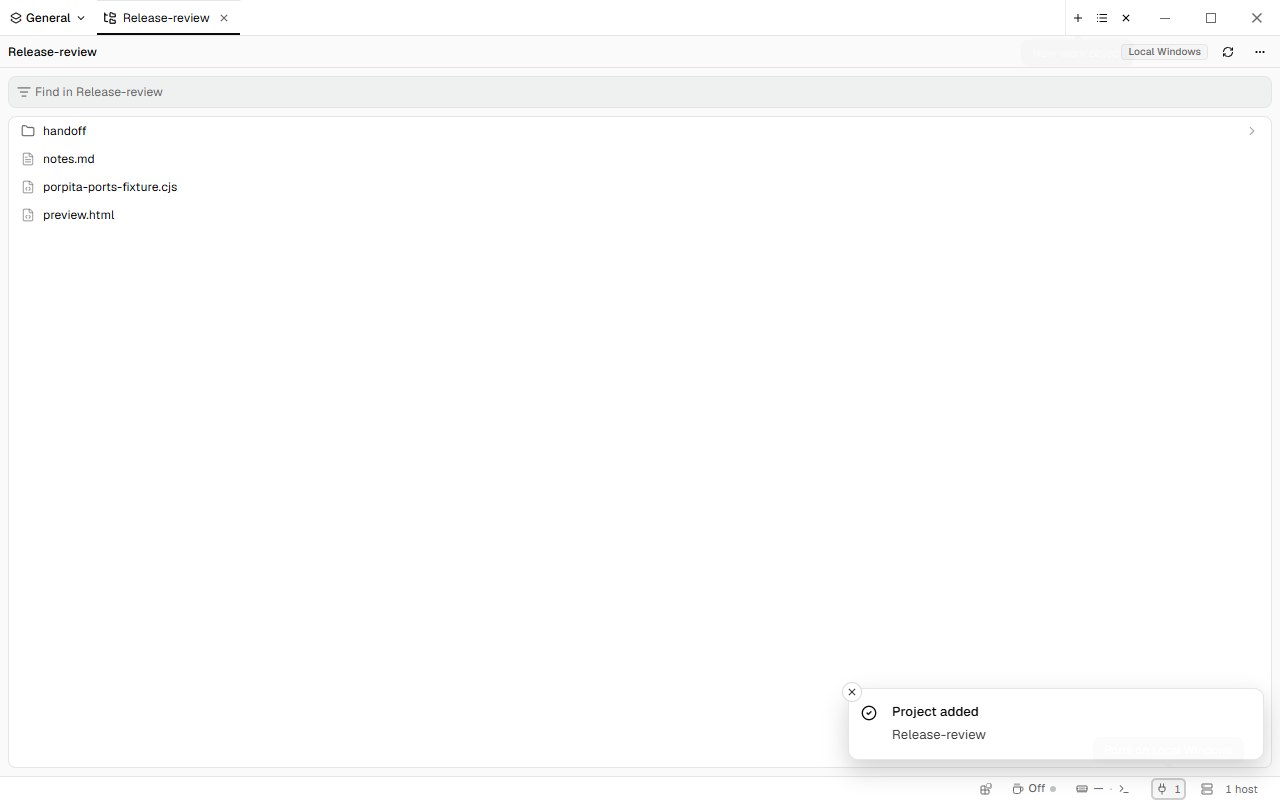 General
Release-review
Release-review
Local Windows
Find in Release-review
handoff
notes.md
porpita-ports-fixture.cjs
preview.html
Project added
Release-review
Off
— ·
1
1 host